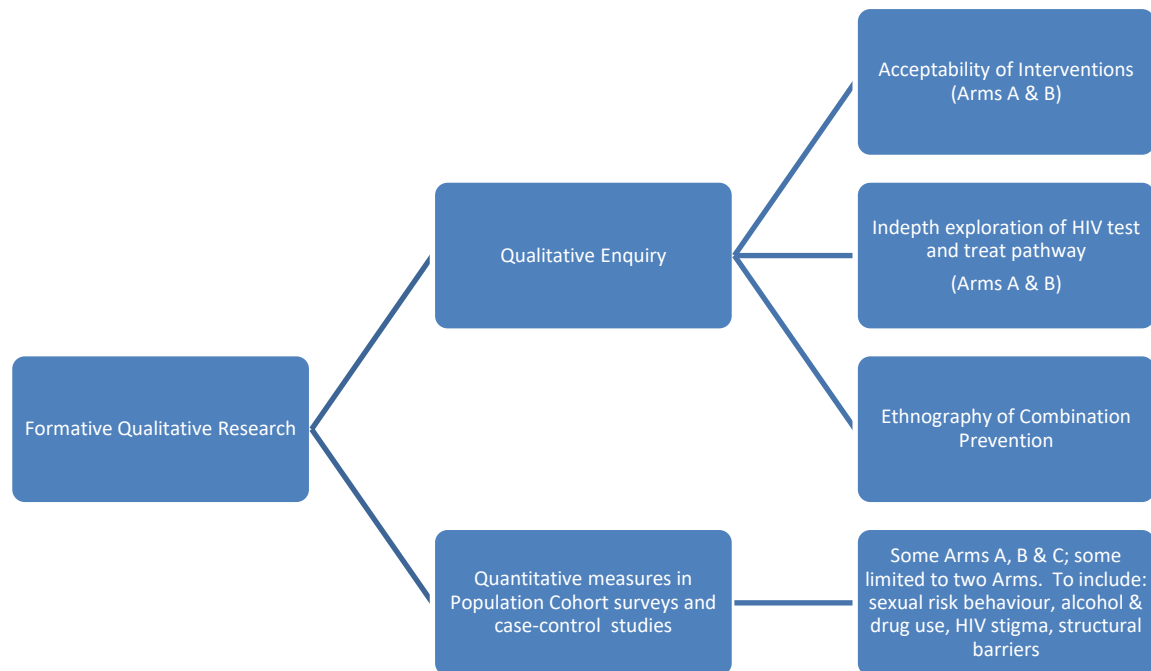 Acceptability of Interventions
(Arms A & B)
Indepth exploration of HIV test
and treat pathway
(Arms A & B)
Qualitative Enquiry
Ethnography of Combination
Prevention
Formative Qualitative Research
Quantitative measures in
Population Cohort surveys and
case-control studies
Some Arms A, B & C; some
limited to two Arms. To include:
sexual risk behaviour, alcohol &
drug use, HIV stigma, structural
barriers